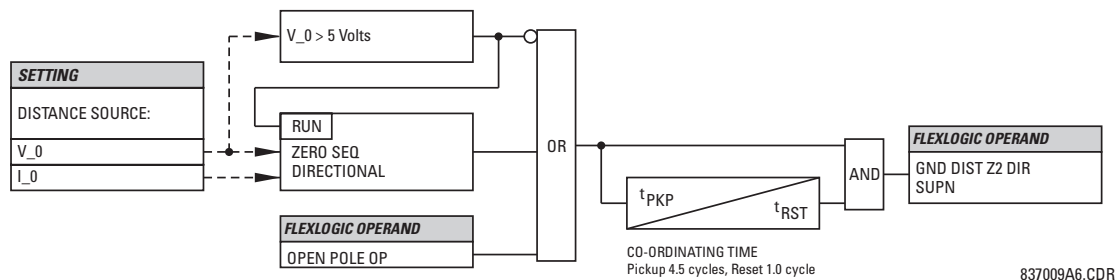 SETTING
DISTANCE SOURCE:
V_0
I_0
V_0 > 5 Volts
RUN
ZERO SEQ
DIRECTIONAL
FLEXLOGIC OPERAND
OPEN POLE OP
OR
tPKP
tRST
CO-ORDINATING TIME
Pickup 4.5 cycles, Reset 1.0 cycle
AND
FLEXLOGIC OPERAND
GND DIST Z2 DIR
SUPN
837009A6.CDR